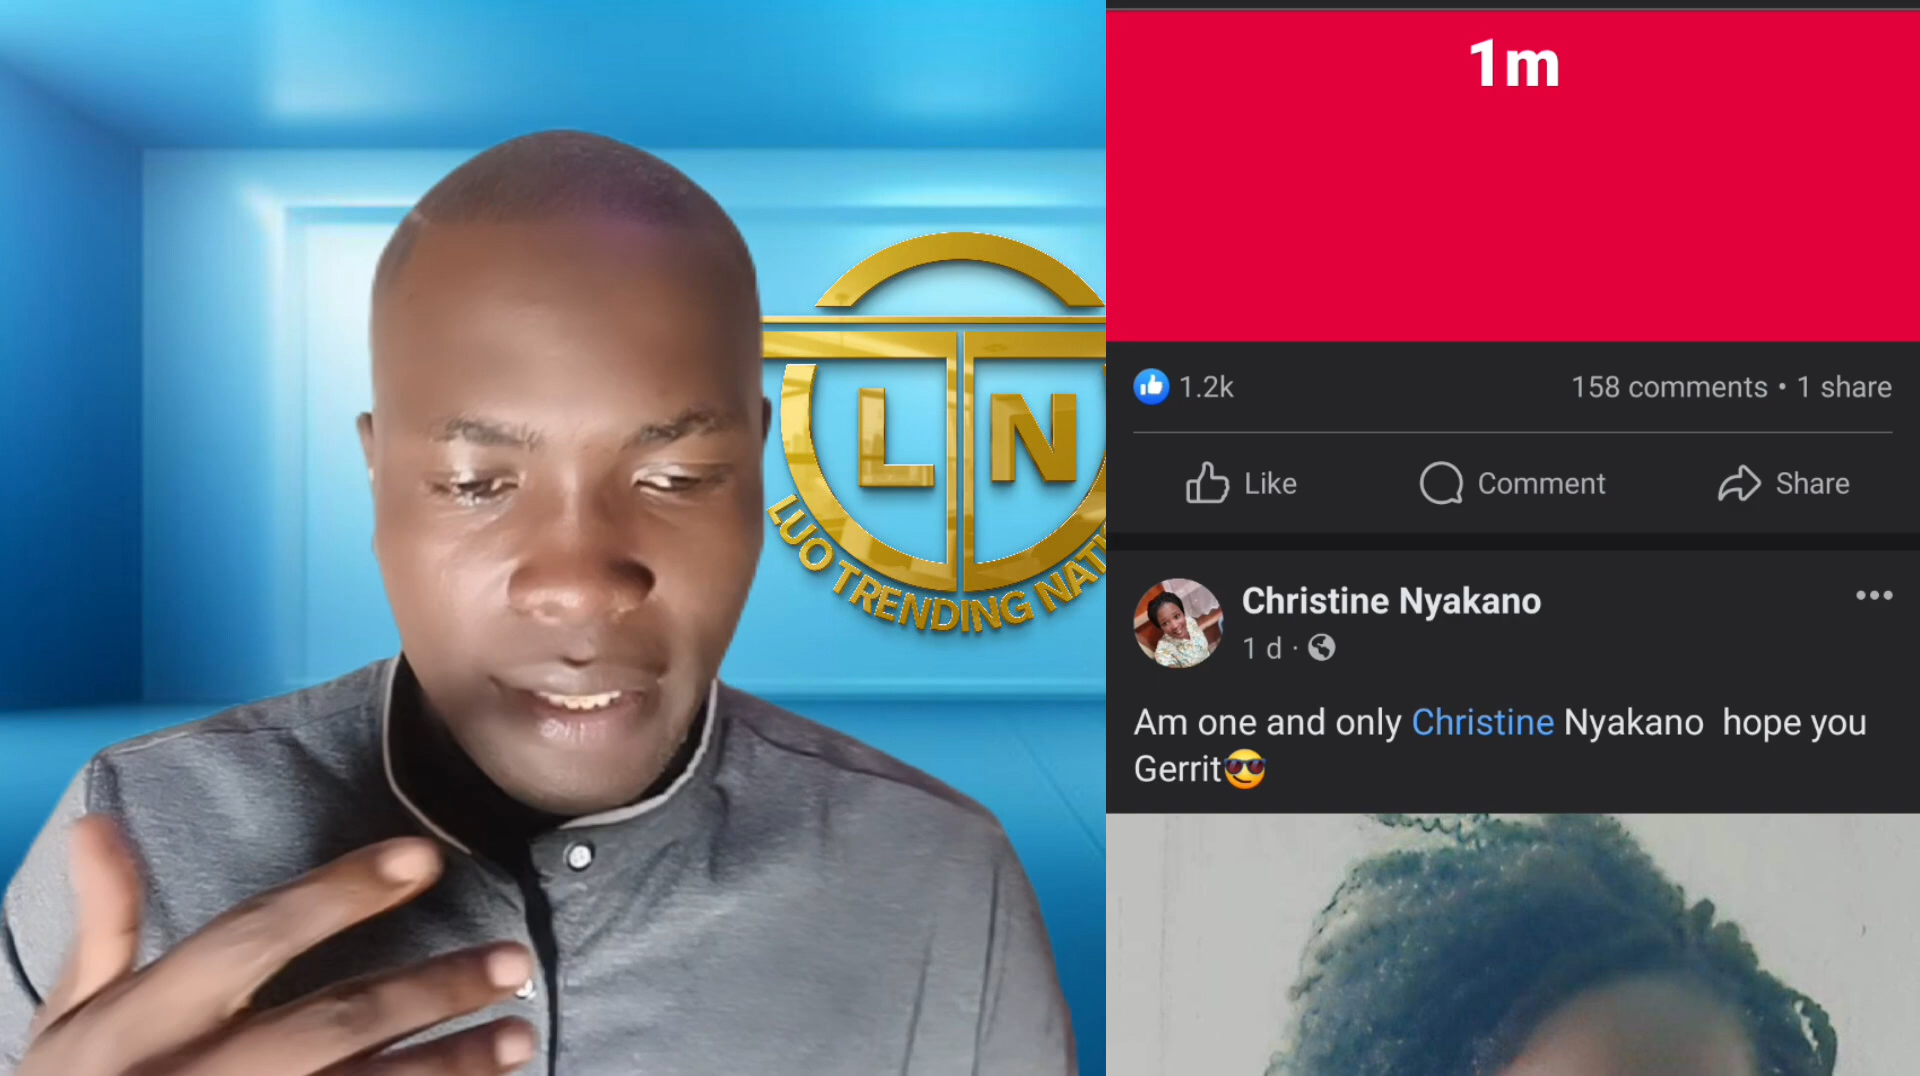 L N
LUO TRENDING NATI
1m
1.2k
158 comments • 1 share
Like
Comment
Share
Christine Nyakano
1 d ·
Am one and only Christine Nyakano hope you
Gerrit😎